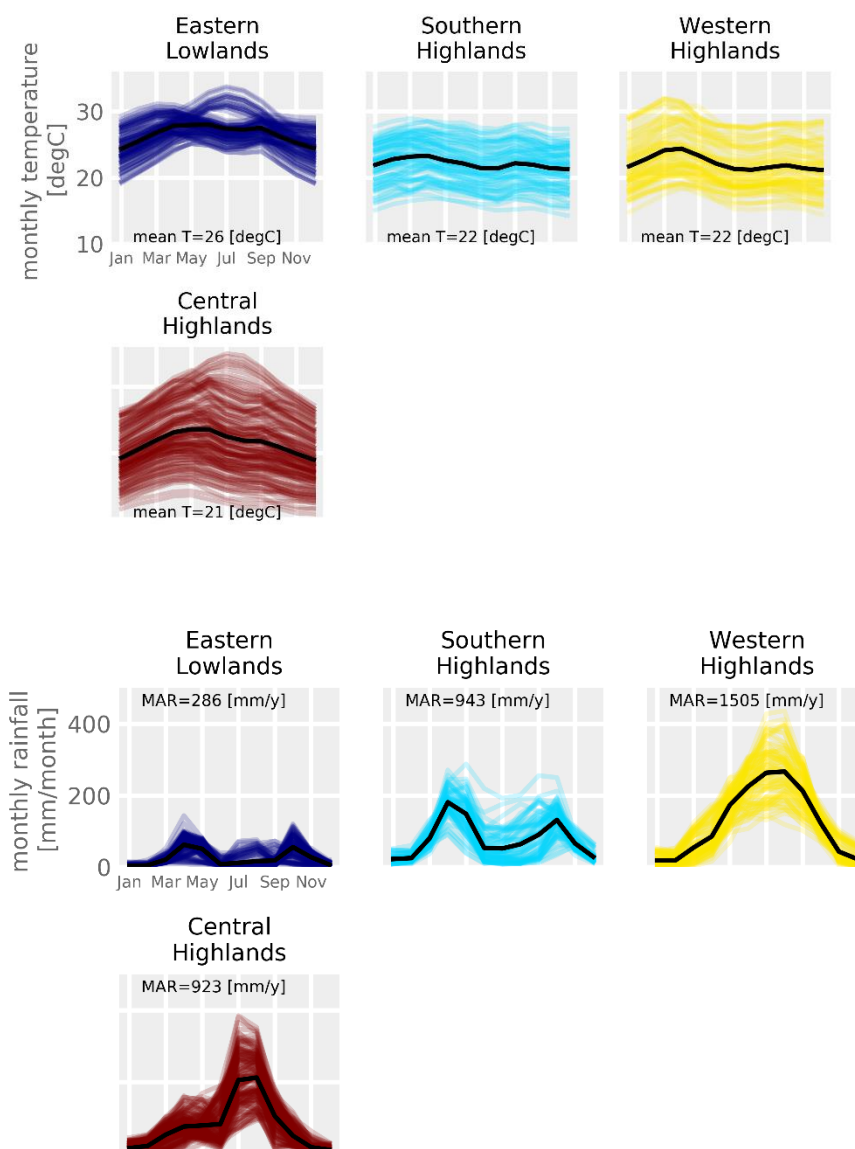 Eastern
Lowlands
Southern
Highlands
Western
Highlands
monthly temperature
[degC]
30
20
10
mean T=26 [degC]
mean T=22 [degC]
mean T=22 [degC]
Jan Mar May Jul Sep Nov
Central
Highlands
mean T=21 [degC]
Eastern
Lowlands
Southern
Highlands
Western
Highlands
monthly rainfall
[mm/month]
MAR=286 [mm/y]
MAR=943 [mm/y]
MAR=1505 [mm/y]
400
200
0
Jan Mar May Jul Sep Nov
Central
Highlands
MAR=923 [mm/y]